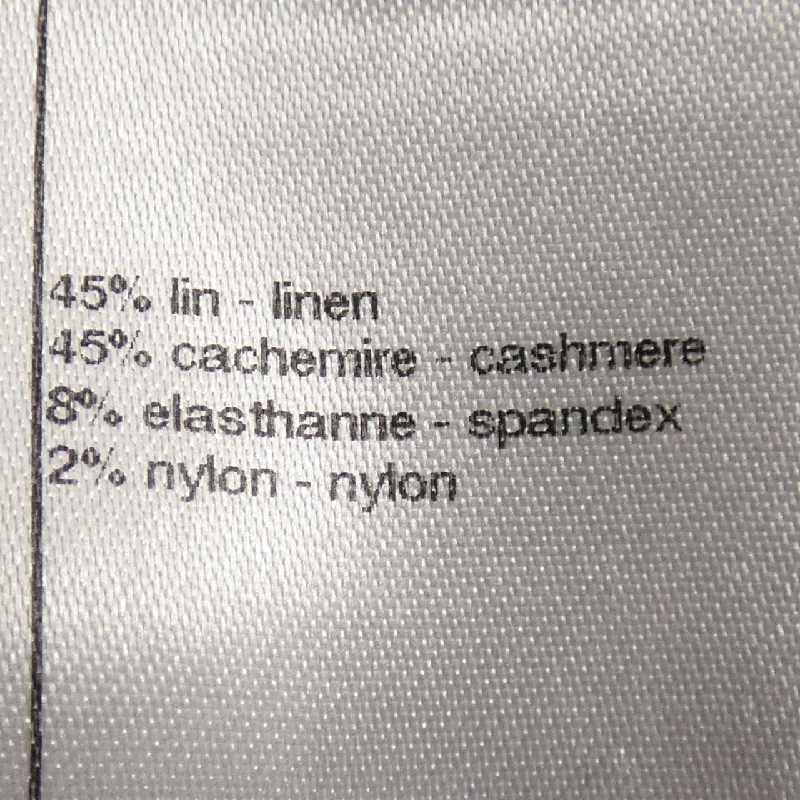 45% lin - linen
45% cachemire - cashmere
8% elasthanne - spandex
2% nylon - nylon